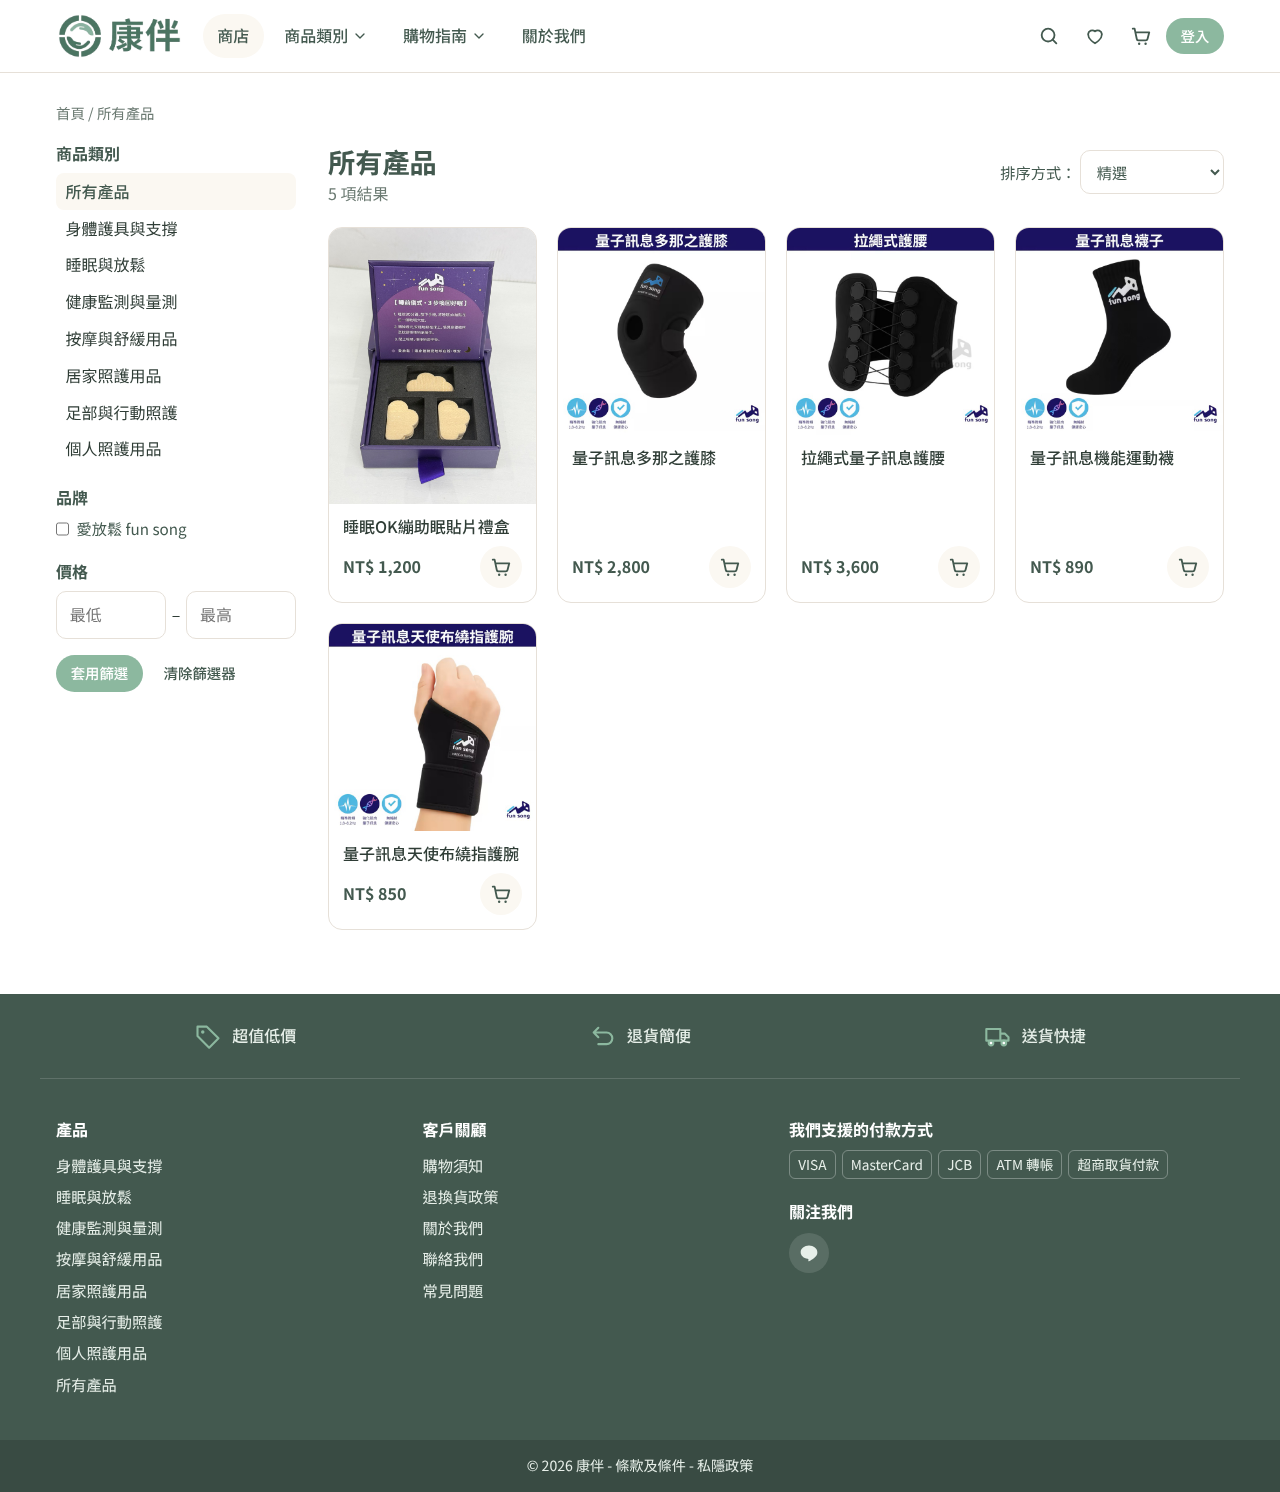 康伴
商店
商品類別
購物指南
關於我們
登入
首頁 / 所有產品
商品類別
所有產品
身體護具與支撐
睡眠與放鬆
健康監測與量測
按摩與舒緩用品
居家照護用品
足部與行動照護
個人照護用品
品牌
愛放鬆 fun song
價格
最低 – 最高
套用篩選
清除篩選器
所有產品
5 項結果
排序方式：
精選
fun song
睡眠OK繃助眠貼片禮盒
NT$ 1,200
量子訊息多那之護膝
fun song
量子訊息多那之護膝
NT$ 2,800
拉繩式護腰
fun song
fun song
拉繩式量子訊息護腰
NT$ 3,600
量子訊息襪子
fun song
fun song
量子訊息機能運動襪
NT$ 890
量子訊息天使布繞指護腕
fun song
fun song
量子訊息天使布繞指護腕
NT$ 850
超值低價
退貨簡便
送貨快捷
產品
身體護具與支撐
睡眠與放鬆
健康監測與量測
按摩與舒緩用品
居家照護用品
足部與行動照護
個人照護用品
所有產品
客戶關顧
購物須知
退換貨政策
關於我們
聯絡我們
常見問題
我們支援的付款方式
VISA
MasterCard
JCB
ATM 轉帳
超商取貨付款
關注我們
© 2026 康伴 - 條款及條件 - 私隱政策